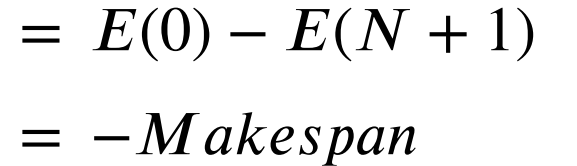 = E(0) − E(N + 1)
= −Makespan